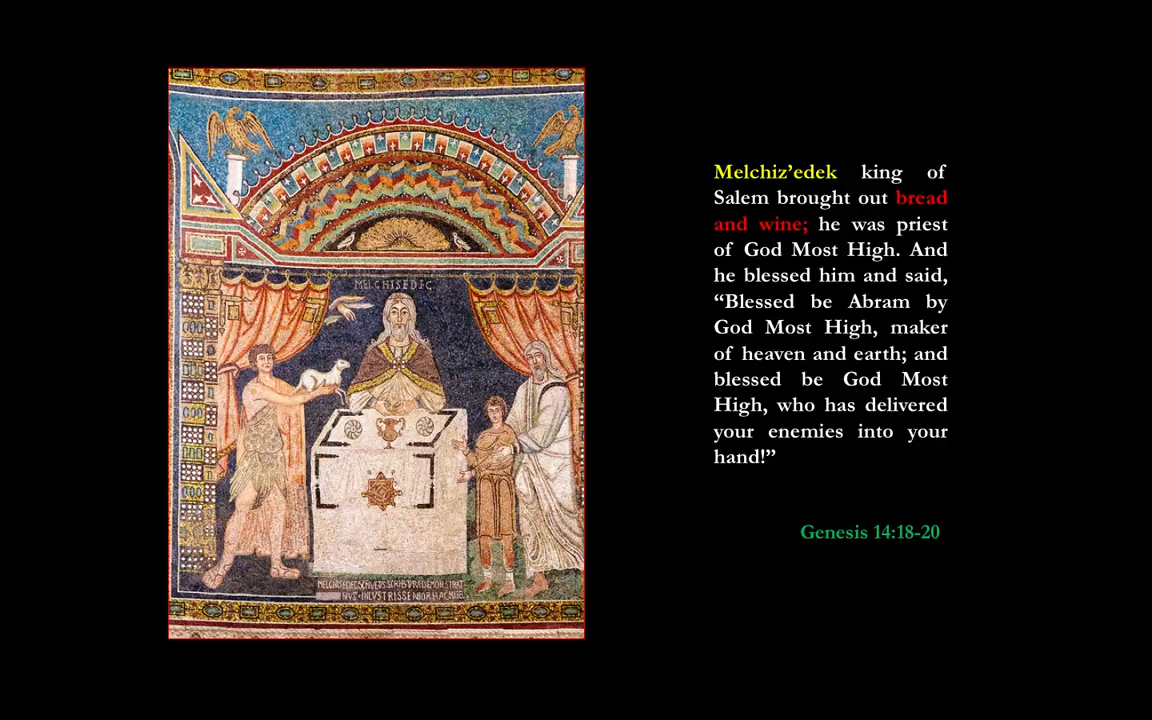 MELCHISEDEC
Melchiz’edek king of
Salem brought out bread
and wine; he was priest
of God Most High. And
he blessed him and said,
“Blessed be Abram by
God Most High, maker
of heaven and earth; and
blessed be God Most
High, who has delivered
your enemies into your
hand!”
Genesis 14:18-20